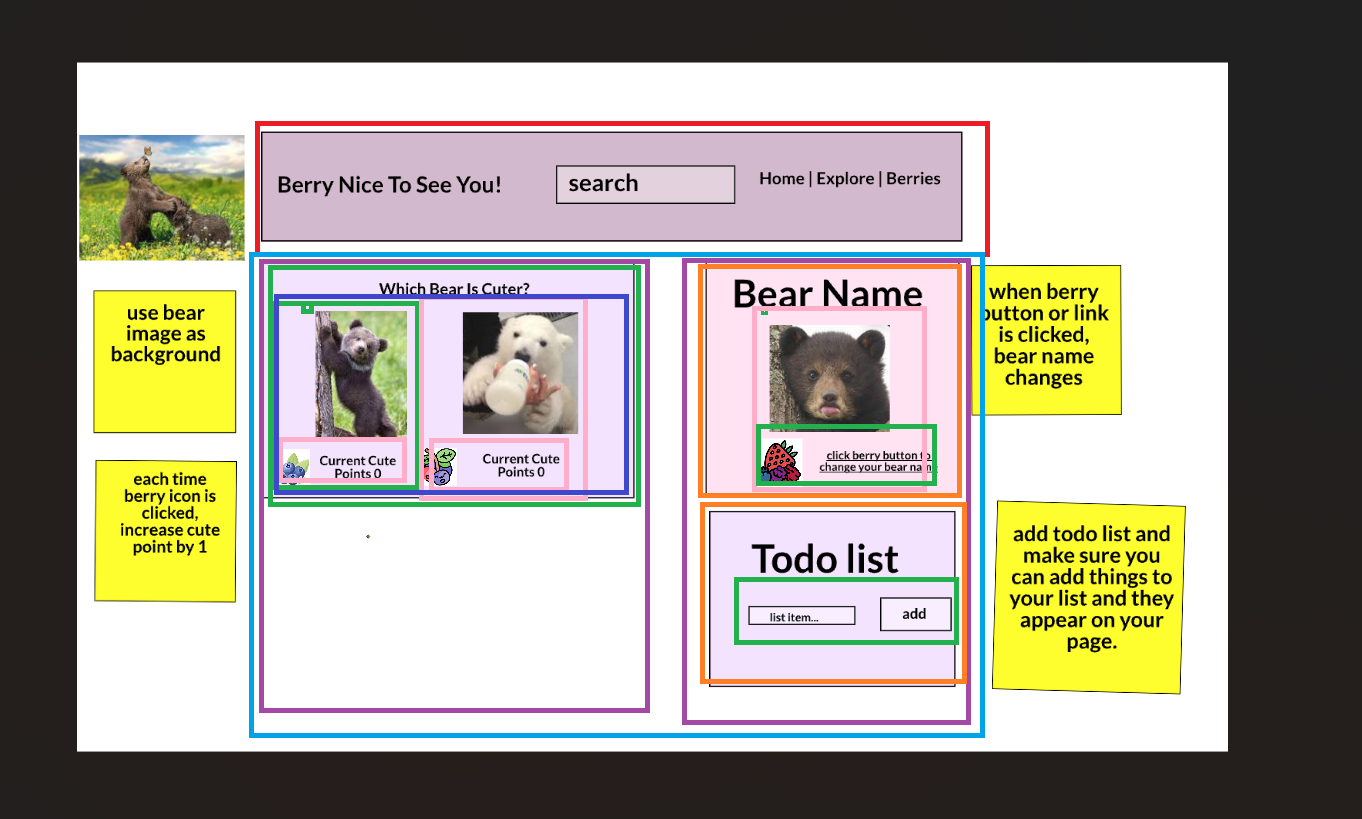 Berry Nice To See You!
search
Home | Explore | Berries
use bear
image as
background
each time
berry icon is
clicked,
increase cute
point by 1
Which Bear Is Cuter?
Current Cute
Points 0
Current Cute
Points 0
Bear Name
click berry button to
change your bear name
when berry
button or link
is clicked,
bear name
changes
Todo list
list item...
add
add todo list and
make sure you
can add things to
your list and they
appear on your
page.